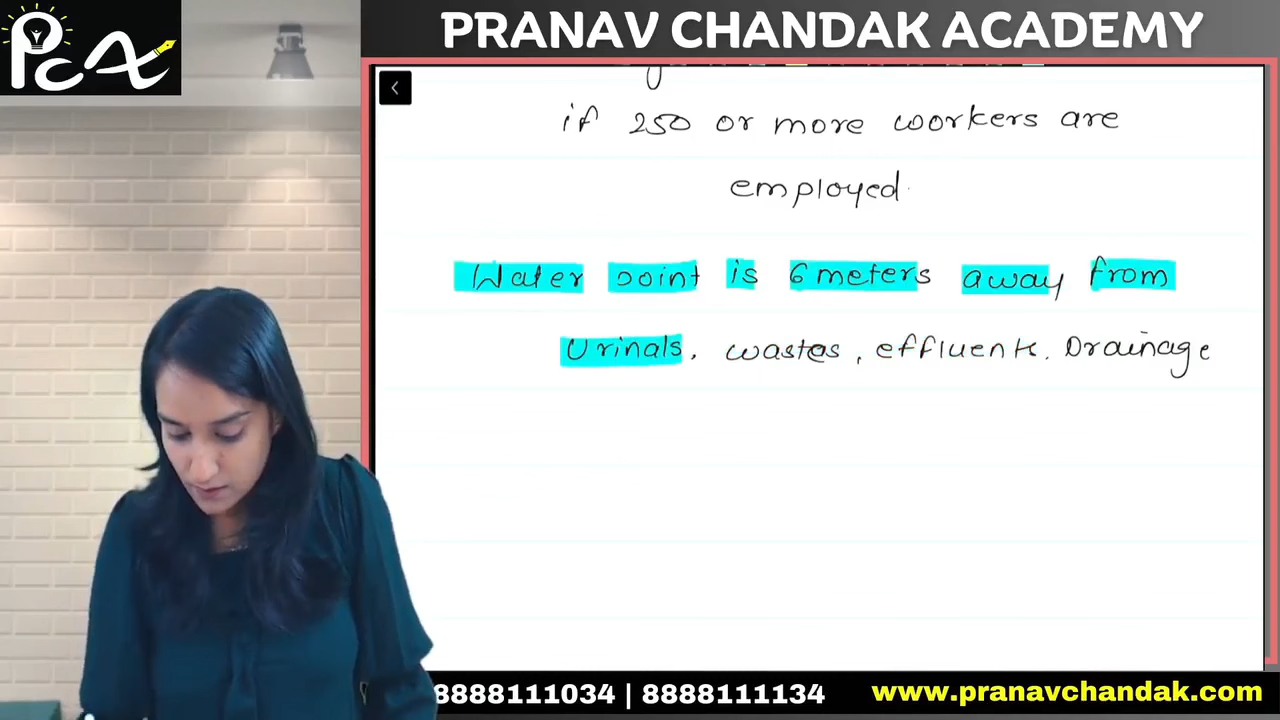 PCA
PRANAV CHANDAK ACADEMY
if 250 or more workers are
employed.
Water point is 6 meters away from
Urinals, wastes, effluent. Drainage
8888111034 | 8888111134
www.pranavchandak.com